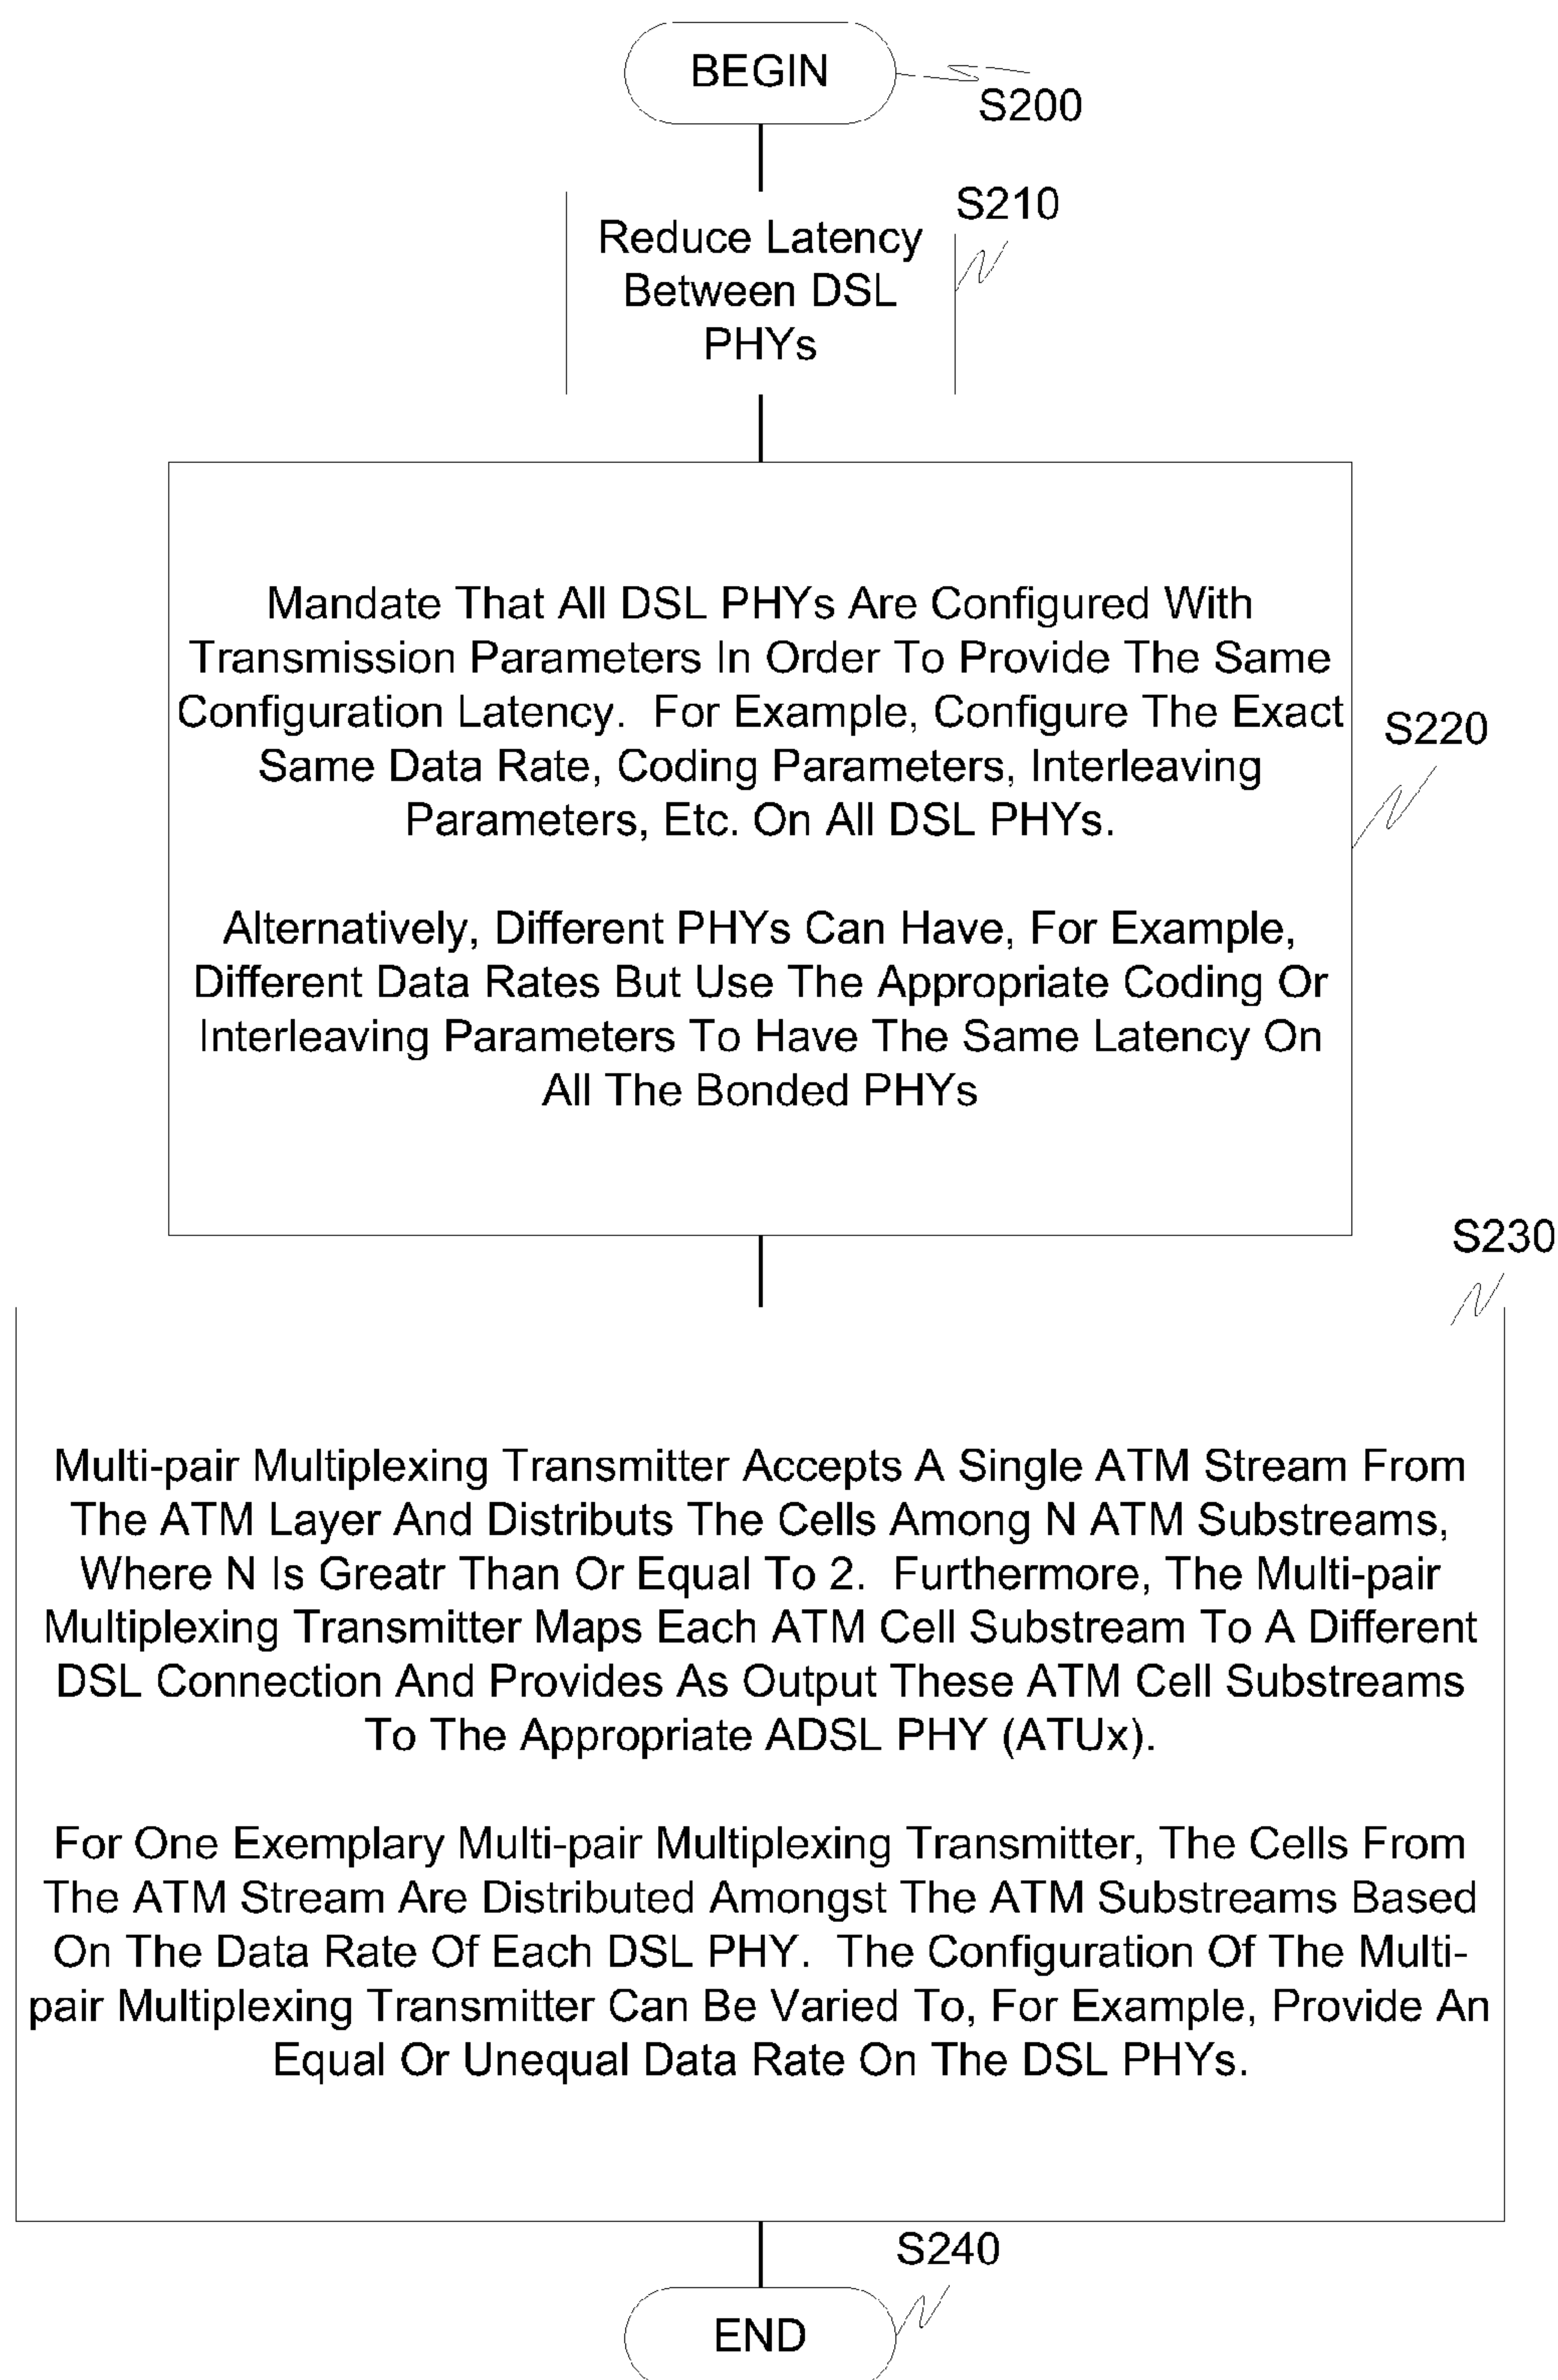 BEGIN
S200
S210
Reduce Latency
Between DSL
PHYs
Mandate That All DSL PHYs Are Configured With
Transmission Parameters In Order To Provide The Same
Configuration Latency.  For Example, Configure The Exact
Same Data Rate, Coding Parameters, Interleaving
Parameters, Etc. On All DSL PHYs.
S220
Alternatively, Different PHYs Can Have, For Example,
Different Data Rates But Use The Appropriate Coding Or
Interleaving Parameters To Have The Same Latency On
All The Bonded PHYs
S230
Multi-pair Multiplexing Transmitter Accepts A Single ATM Stream From
The ATM Layer And Distributs The Cells Among N ATM Substreams,
Where N Is Greatr Than Or Equal To 2.  Furthermore, The Multi-pair
Multiplexing Transmitter Maps Each ATM Cell Substream To A Different
DSL Connection And Provides As Output These ATM Cell Substreams
To The Appropriate ADSL PHY (ATUx).
For One Exemplary Multi-pair Multiplexing Transmitter, The Cells From
The ATM Stream Are Distributed Amongst The ATM Substreams Based
On The Data Rate Of Each DSL PHY.  The Configuration Of The Multi-
pair Multiplexing Transmitter Can Be Varied To, For Example, Provide An
Equal Or Unequal Data Rate On The DSL PHYs.
S240
END